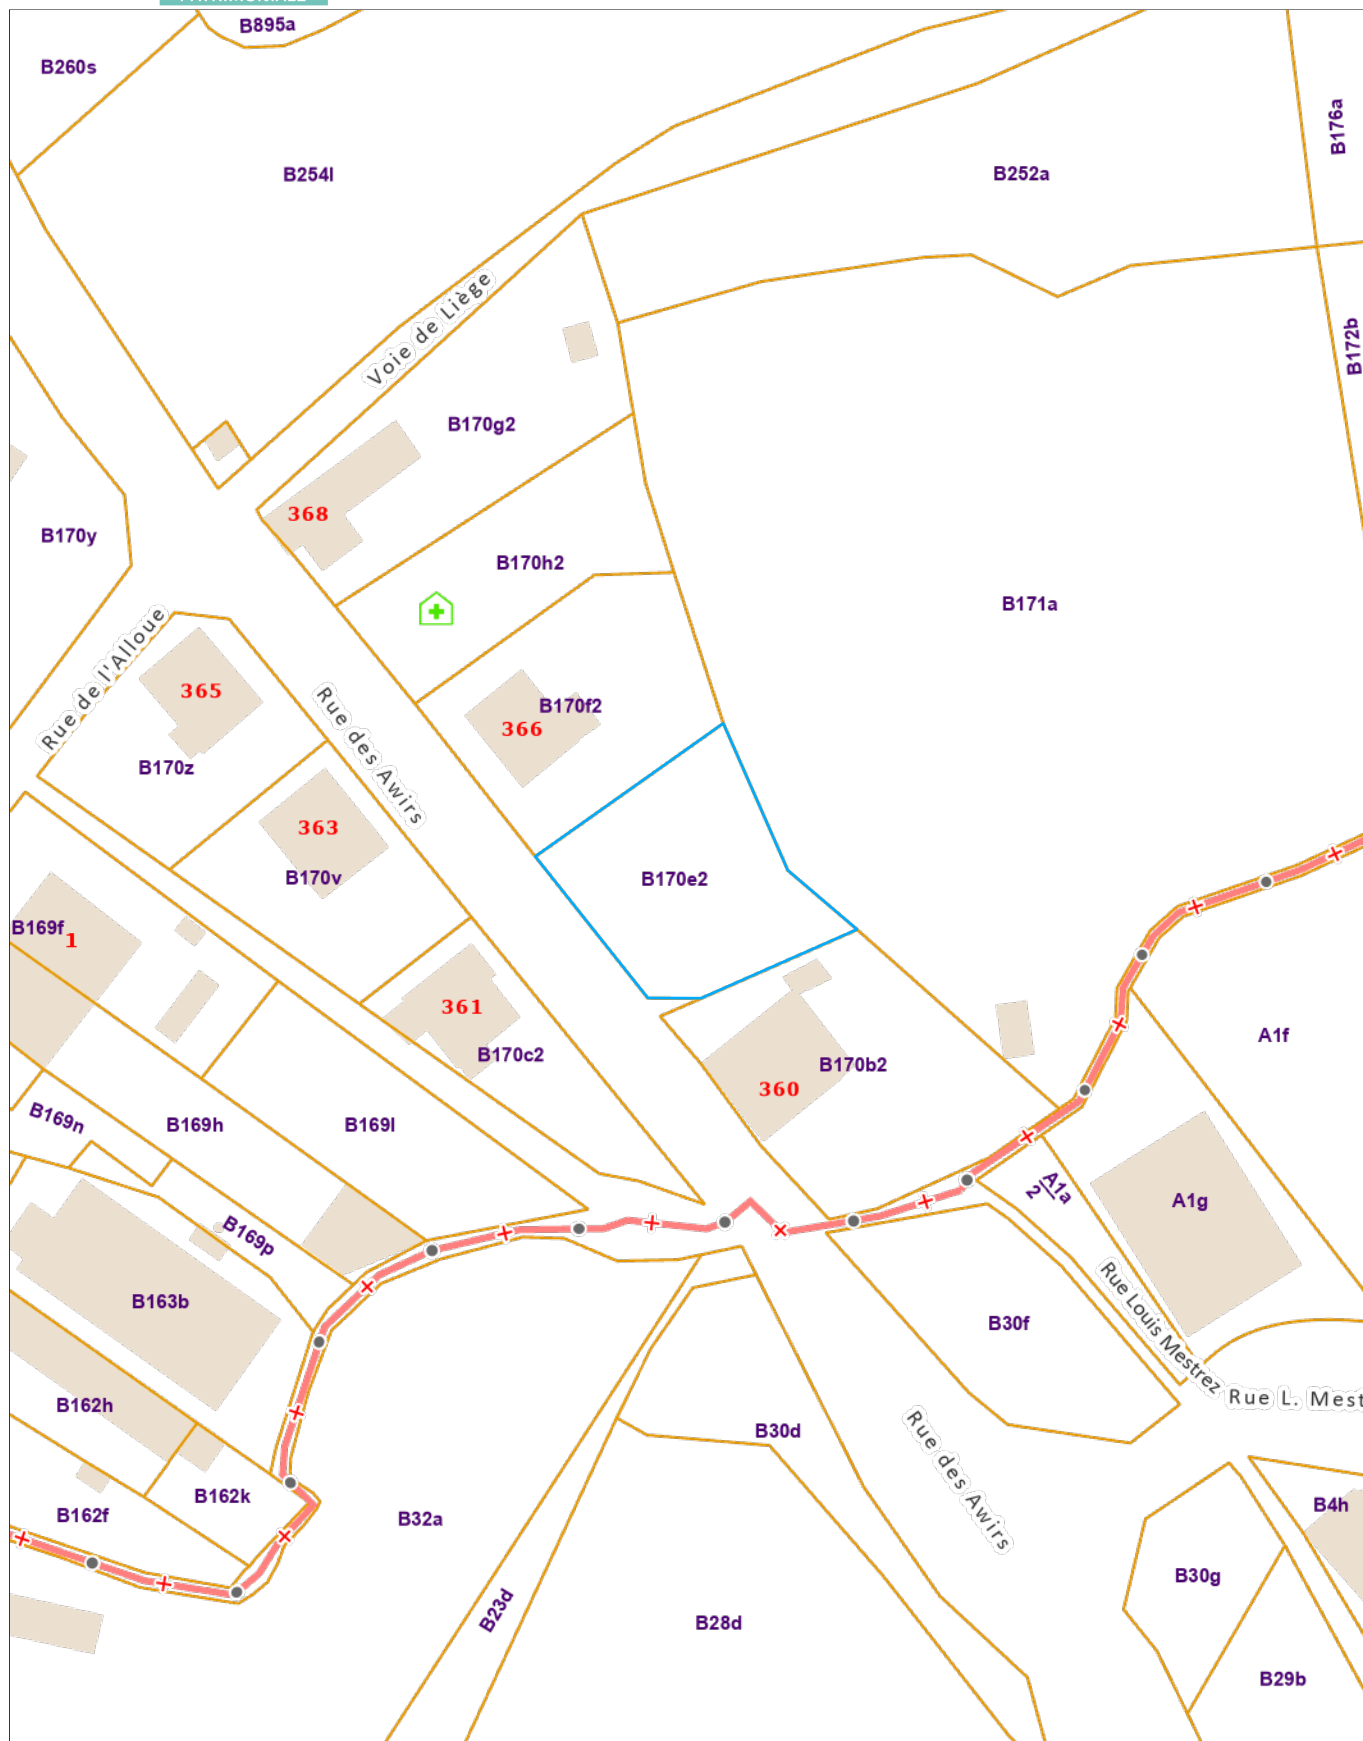 B895a
B260s
B176a
B254l
B252a
Voie de Liège
B172b
B170g2
368
B170y
B170h2
B171a
Rue de l'Alloue
365
Rue des Awirs
B170f2
366
B170z
363
B170v
B170e2
B169f
1
361
B170c2
A1f
B170b2
360
B169n
B169h
B169l
A1a
2
A1g
B169p
B163b
Rue Louis Mestrez
B30f
B162h
Rue L. Mest
B30d
Rue des Awirs
B162k
B162f
B32a
B4h
B30g
B23d
B28d
B29b